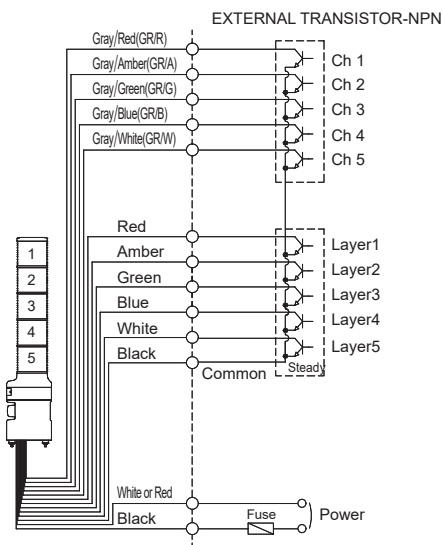 EXTERNAL TRANSISTOR-NPN
Gray/Red(GR/R)
Ch 1
Gray/Amber(GR/A)
Ch 2
Gray/Green(GR/G)
Ch 3
Gray/Blue(GR/B)
Ch 4
Gray/White(GR/W)
Ch 5
Red
Layer1
Amber
Layer2
Green
Layer3
Blue
Layer4
White
Layer5
Black
Common
Steady
1
2
3
4
5
White or Red
Black
Fuse
Power